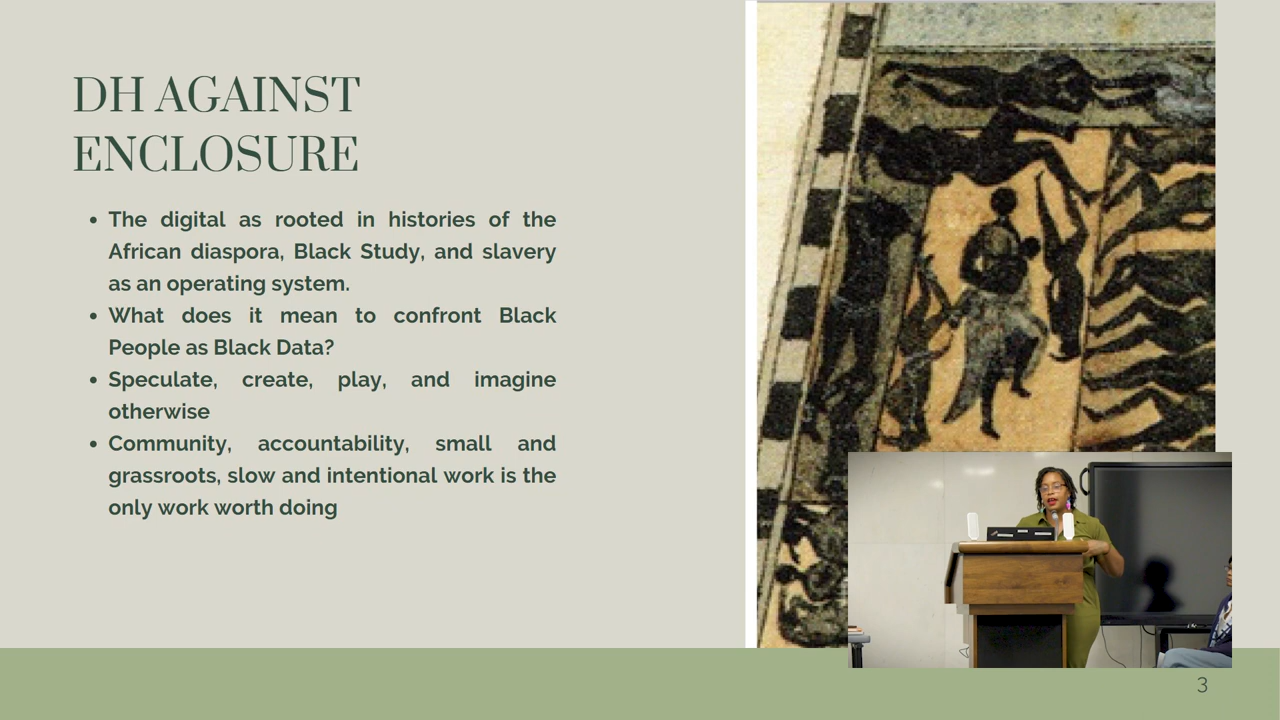 DH AGAINST
ENCLOSURE
• The digital as rooted in histories of the
African diaspora, Black Study, and slavery
as an operating system.
• What does it mean to confront Black
People as Black Data?
• Speculate, create, play, and imagine
otherwise
• Community, accountability, small and
grassroots, slow and intentional work is the
only work worth doing
3